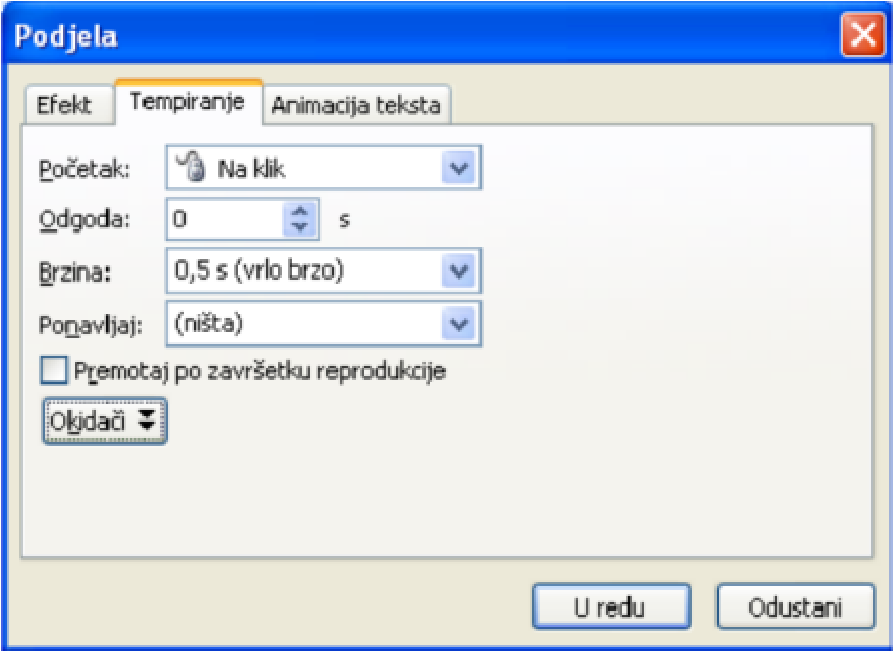 Podjela
Efekt Tempiranje Animacija teksta
Početak: Na klik
Odgoda: 0 s
Brzina: 0,5 s (vrlo brzo)
Ponavljaj: (ništa)
Premotaj po završetku reprodukcije
Okidači
U redu Odustani